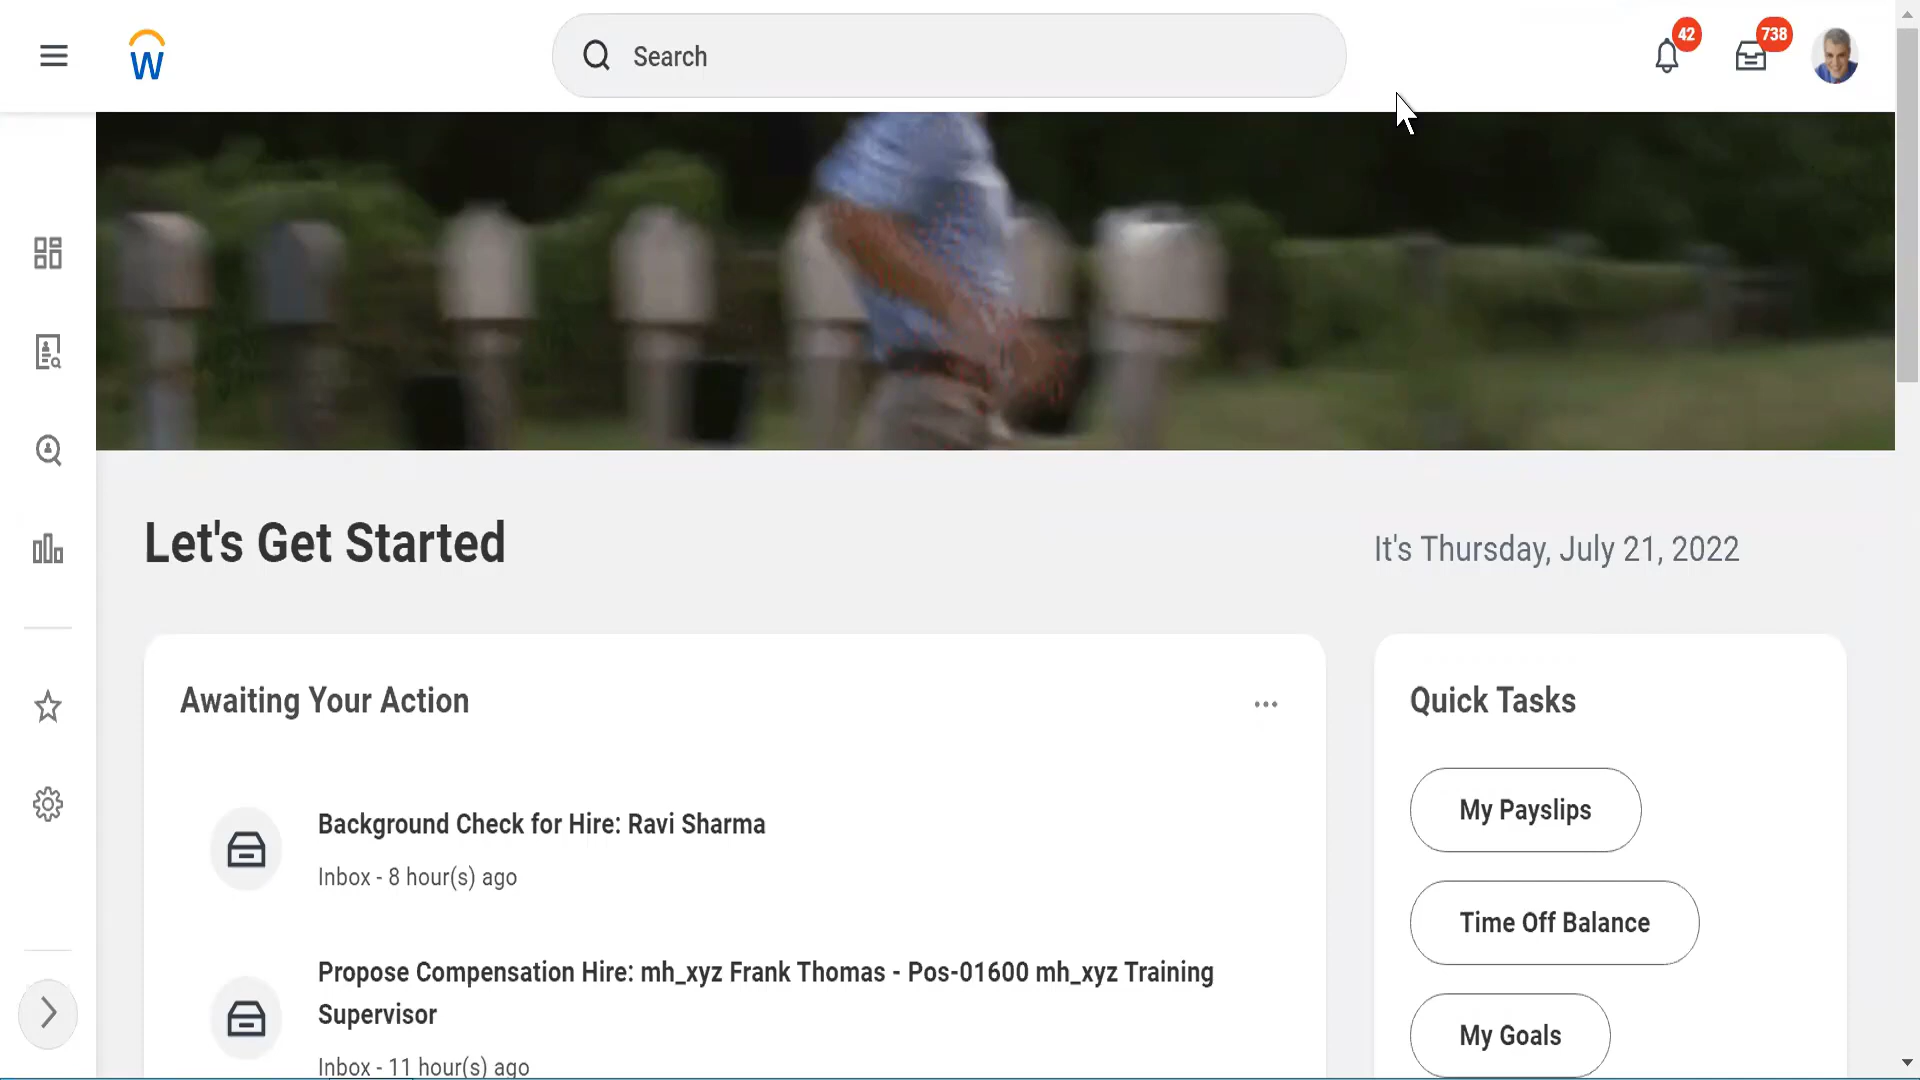 W
Search
42
738
Let's Get Started
It's Thursday, July 21, 2022
Awaiting Your Action
Background Check for Hire: Ravi Sharma
Inbox - 8 hour(s) ago
Propose Compensation Hire: mh_xyz Frank Thomas - Pos-01600 mh_xyz Training
Supervisor
Inbox - 11 hour(s) ago
Quick Tasks
My Payslips
Time Off Balance
My Goals